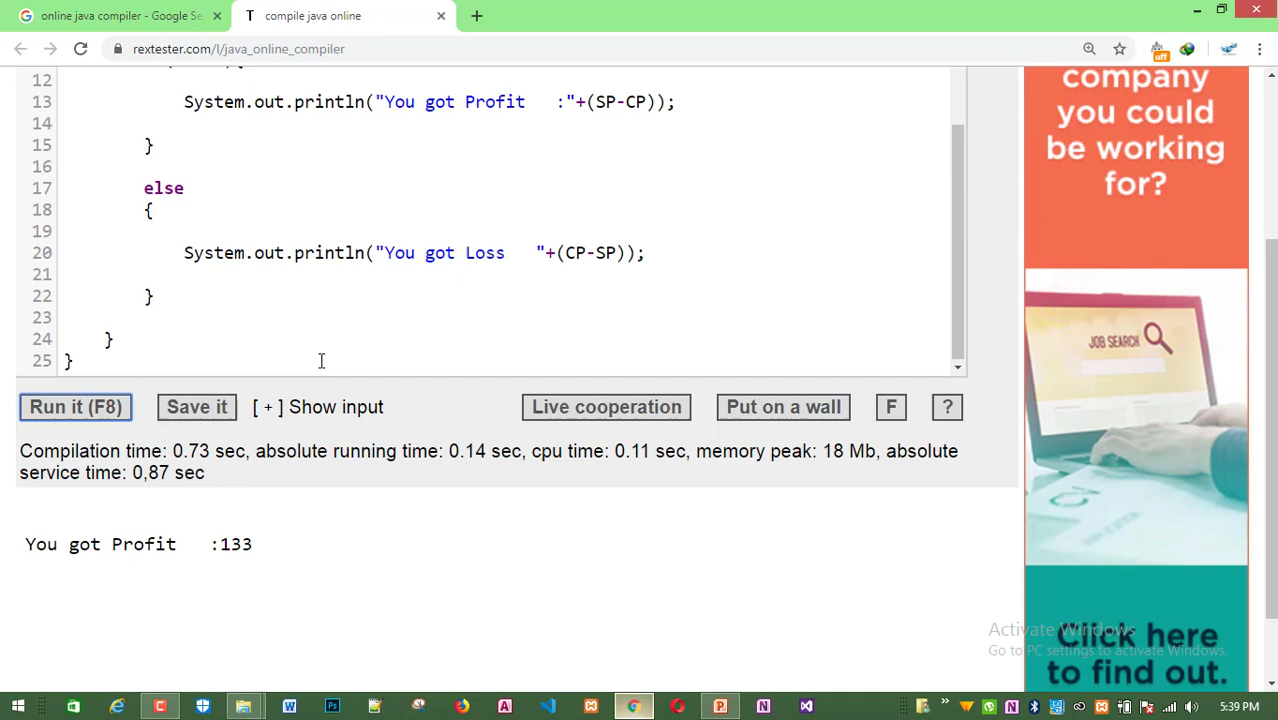 online java compiler - Google Se
compile java online
rextester.com/l/java_online_compiler
off
12
13 System.out.println("You got Profit   :"+(SP-CP));
14
15 }
16
17 else
18 {
19
20 System.out.println("You got Loss   "+(CP-SP));
21
22 }
23
24 }
25 }
Run it (F8)
Save it
[ + ] Show input
Live cooperation
Put on a wall
F
?
Compilation time: 0.73 sec, absolute running time: 0.14 sec, cpu time: 0.11 sec, memory peak: 18 Mb, absolute
service time: 0,87 sec
You got Profit   :133
company
you could
be working
for?
JOB SEARCH
Click here
to find out.
Activate Windows
Go to PC settings to activate Windows.
5:39 PM